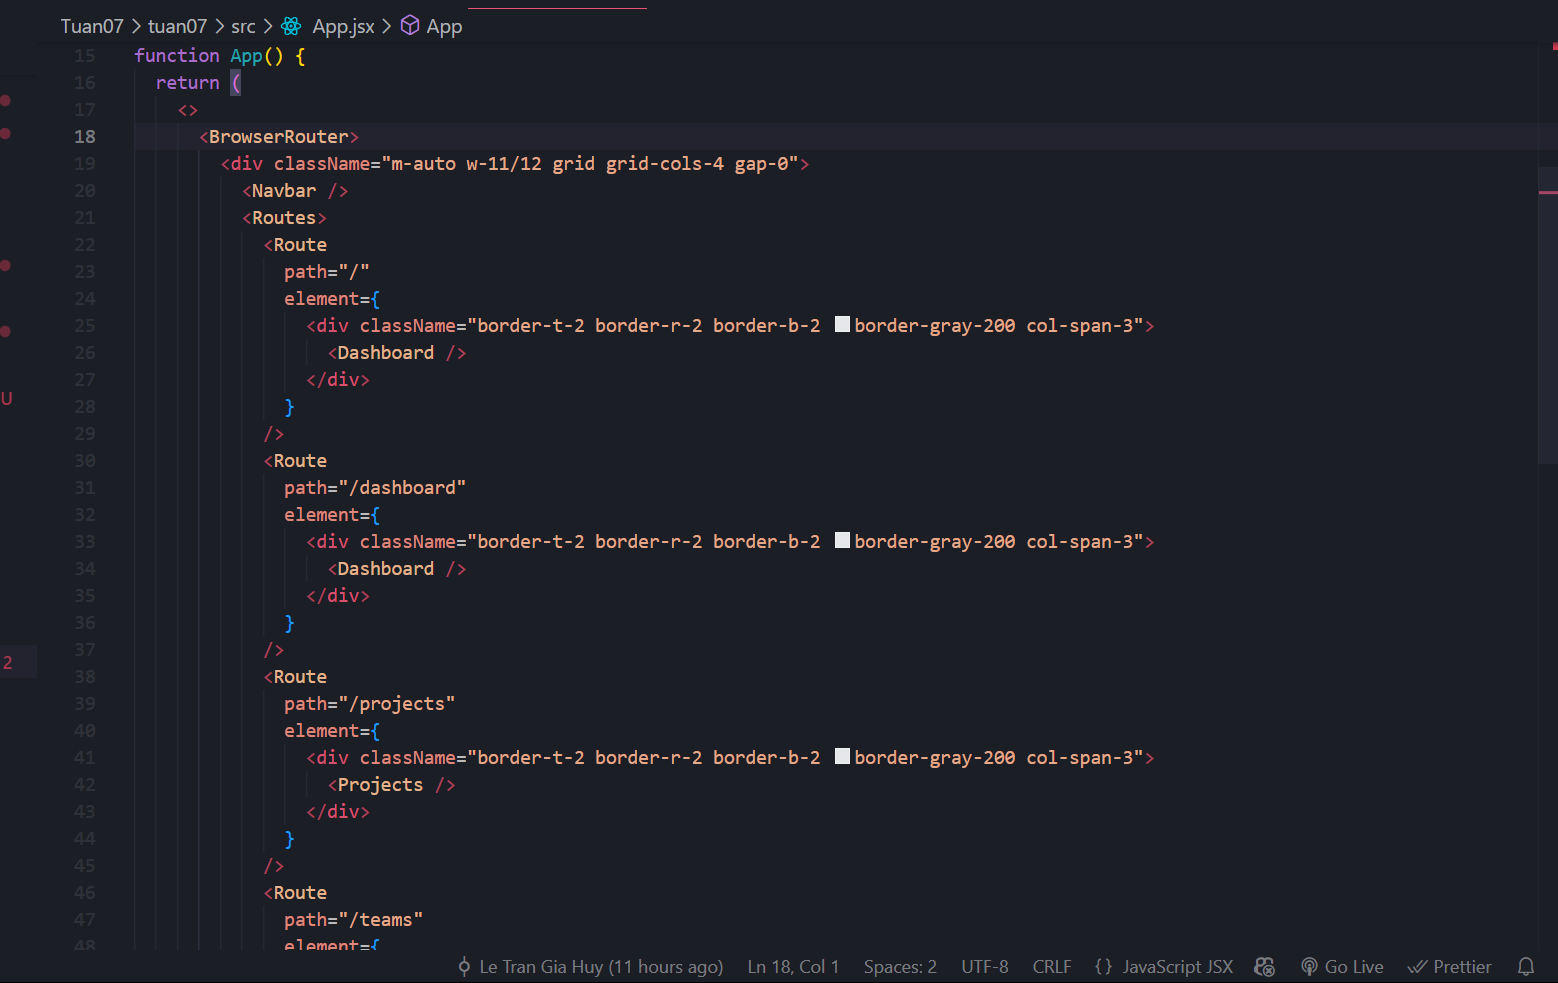 Tuan07 > tuan07 > src > App.jsx > App
15 function App() {
16 return (
17 <>
18 <BrowserRouter>
19 <div className="m-auto w-11/12 grid grid-cols-4 gap-0">
20 <Navbar />
21 <Routes>
22 <Route
23 path="/"
24 element={
25 <div className="border-t-2 border-r-2 border-b-2 border-gray-200 col-span-3">
26 <Dashboard />
27 </div>
28 }
29 />
30 <Route
31 path="/dashboard"
32 element={
33 <div className="border-t-2 border-r-2 border-b-2 border-gray-200 col-span-3">
34 <Dashboard />
35 </div>
36 }
37 />
38 <Route
39 path="/projects"
40 element={
41 <div className="border-t-2 border-r-2 border-b-2 border-gray-200 col-span-3">
42 <Projects />
43 </div>
44 }
45 />
46 <Route
47 path="/teams"
48 element={
U
2
Le Tran Gia Huy (11 hours ago) Ln 18, Col 1 Spaces: 2 UTF-8 CRLF {} JavaScript JSX Go Live Prettier